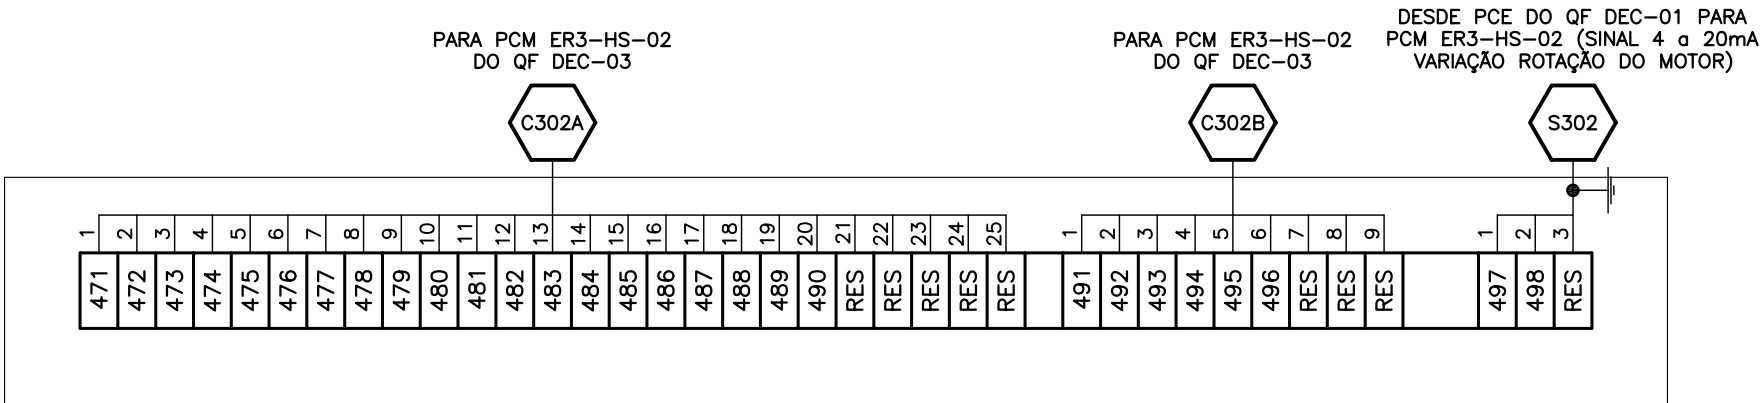 DESDE PCE DO QF DEC-01 PARA
PARA PCM ER3-HS-02 PARA PCM ER3-HS-02 PCM ER3-HS-02 (SINAL 4 a 20mA
DO QF DEC-03 DO QF DEC-03 VARIAÇÃO ROTAÇÃO DO MOTOR)
C302A C302B S302
1 2 3 4 5 6 7 8 9 10 11 12 13 14 15 16 17 18 19 20 21 22 23 24 25 1 2 3 4 5 6 7 8 9 1 2 3
471 472 473 474 475 476 477 478 479 480 481 482 483 484 485 486 487 488 489 490 RES RES RES RES RES 491 492 493 494 495 496 RES RES RES 497 498 RES